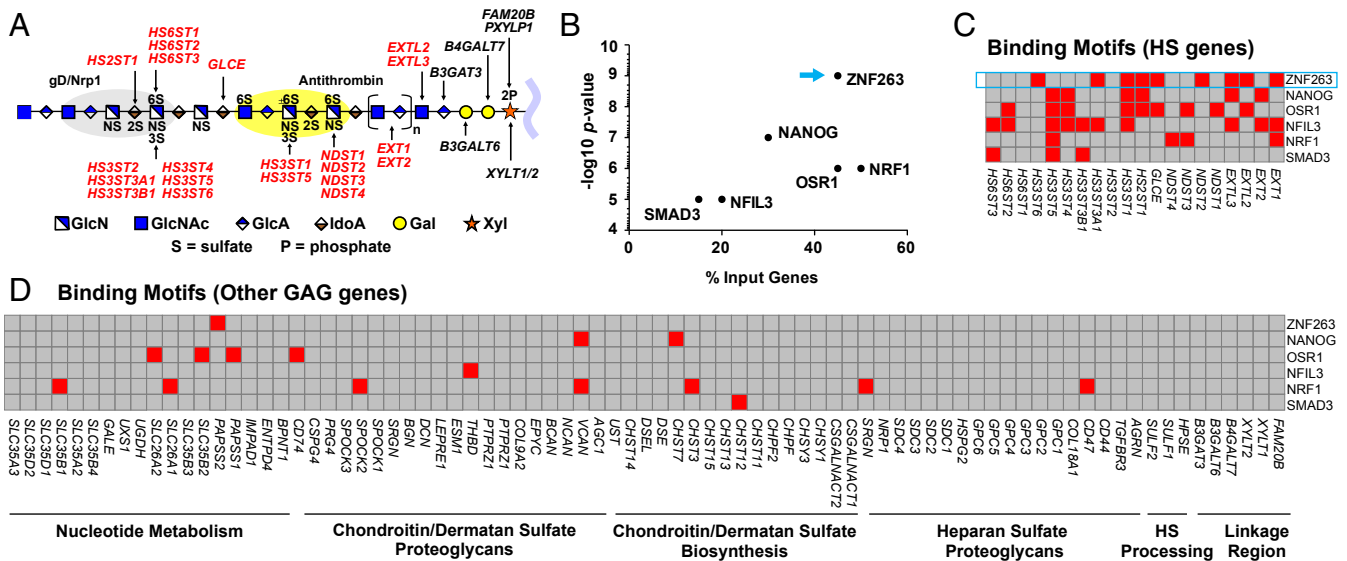 A
FAM20B
PXYLP1
HS6ST1
HS6ST2
HS6ST3
HS2ST1
GLCE
EXTL2
EXTL3
B4GALT7
B3GAT3
gD/Nrp1
Antithrombin
2P
6S
6S
±6S
6S
NS
2S
NS
3S
NS
NS
3S
2S
NS
n
B3GALT6
XYLT1/2
EXT1
EXT2
HS3ST2
HS3ST3A1
HS3ST3B1
HS3ST4
HS3ST5
HS3ST6
HS3ST1
HS3ST5
NDST1
NDST2
NDST3
NDST4
GlcN
GlcNAc
GlcA
IdoA
Gal
Xyl
S = sulfate P = phosphate
B
-log10 p-value
10
9
8
7
6
5
4
0
20
40
60
% Input Genes
ZNF263
NANOG
OSR1
NRF1
SMAD3
NFIL3
C
Binding Motifs (HS genes)
ZNF263
NANOG
OSR1
NFIL3
NRF1
SMAD3
HS6ST3
HS6ST2
HS6ST1
HS3ST6
HS3ST5
HS3ST4
HS3ST3B1
HS3ST3A1
HS3ST2
HS3ST1
HS2ST1
GLCE
NDST4
NDST3
NDST2
NDST1
EXTL3
EXTL2
EXT2
EXT1
D
Binding Motifs (Other GAG genes)
ZNF263
NANOG
OSR1
NFIL3
NRF1
SMAD3
SLC35A3
SLC35D2
SLC35D1
SLC35B1
SLC35A2
SLC35B4
GALE
UXS1
UGDH
SLC26A2
SLC26A1
SLC35B3
SLC35B2
PAPSS2
PAPSS1
IMPAD1
ENTPD4
BPNT1
CD74
CSPG4
PRG4
SPOCK3
SPOCK2
SPOCK1
SRGN
BGN
DCN
LEPRE1
ESM1
THBD
PTPRZ1
PTPRZ1
COL9A2
EPYC
BCAN
NCAN
VCAN
AGC1
UST
CHST14
DSEL
DSE
CHST7
CHST3
CHST15
CHST13
CHST12
CHST11
CHPF2
CHPF
CHSY3
CHSY1
CSGALNACT2
CSGALNACT1
SRGN
NRP1
SDC4
SDC3
SDC2
SDC1
HSPG2
GPC6
GPC5
GPC4
GPC3
GPC2
GPC1
COL18A1
CD47
CD44
TGFBR3
AGRN
SULF2
SULF1
HPSE
B3GAT3
B3GALT6
B4GALT7
XYLT2
XYLT1
FAM20B
Nucleotide Metabolism
Chondroitin/Dermatan Sulfate
Proteoglycans
Chondroitin/Dermatan Sulfate
Biosynthesis
Heparan Sulfate
Proteoglycans
HS
Processing
Linkage
Region